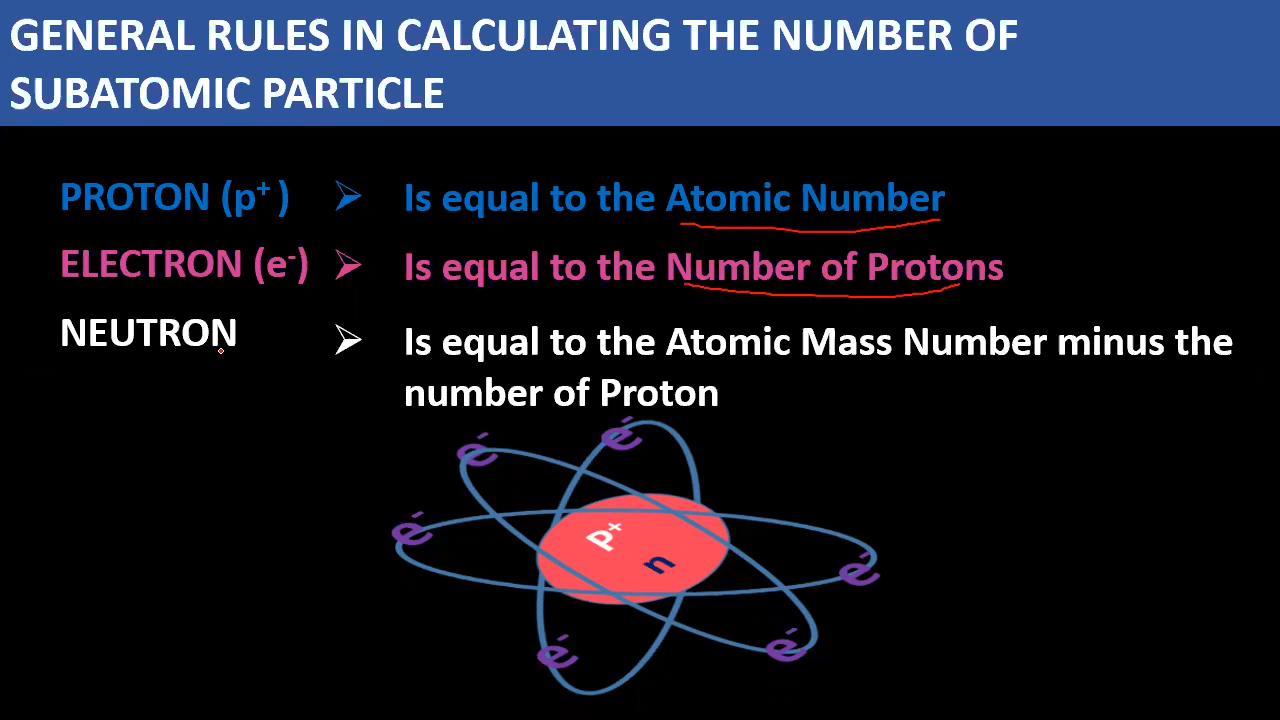 GENERAL RULES IN CALCULATING THE NUMBER OF
SUBATOMIC PARTICLE
PROTON (p⁺ ) ➢ Is equal to the Atomic Number
ELECTRON (e⁻) ➢ Is equal to the Number of Protons
NEUTRON ➢ Is equal to the Atomic Mass Number minus the
number of Proton
e⁻
e⁻
e⁻
P⁺
n
e⁻
e⁻
e⁻